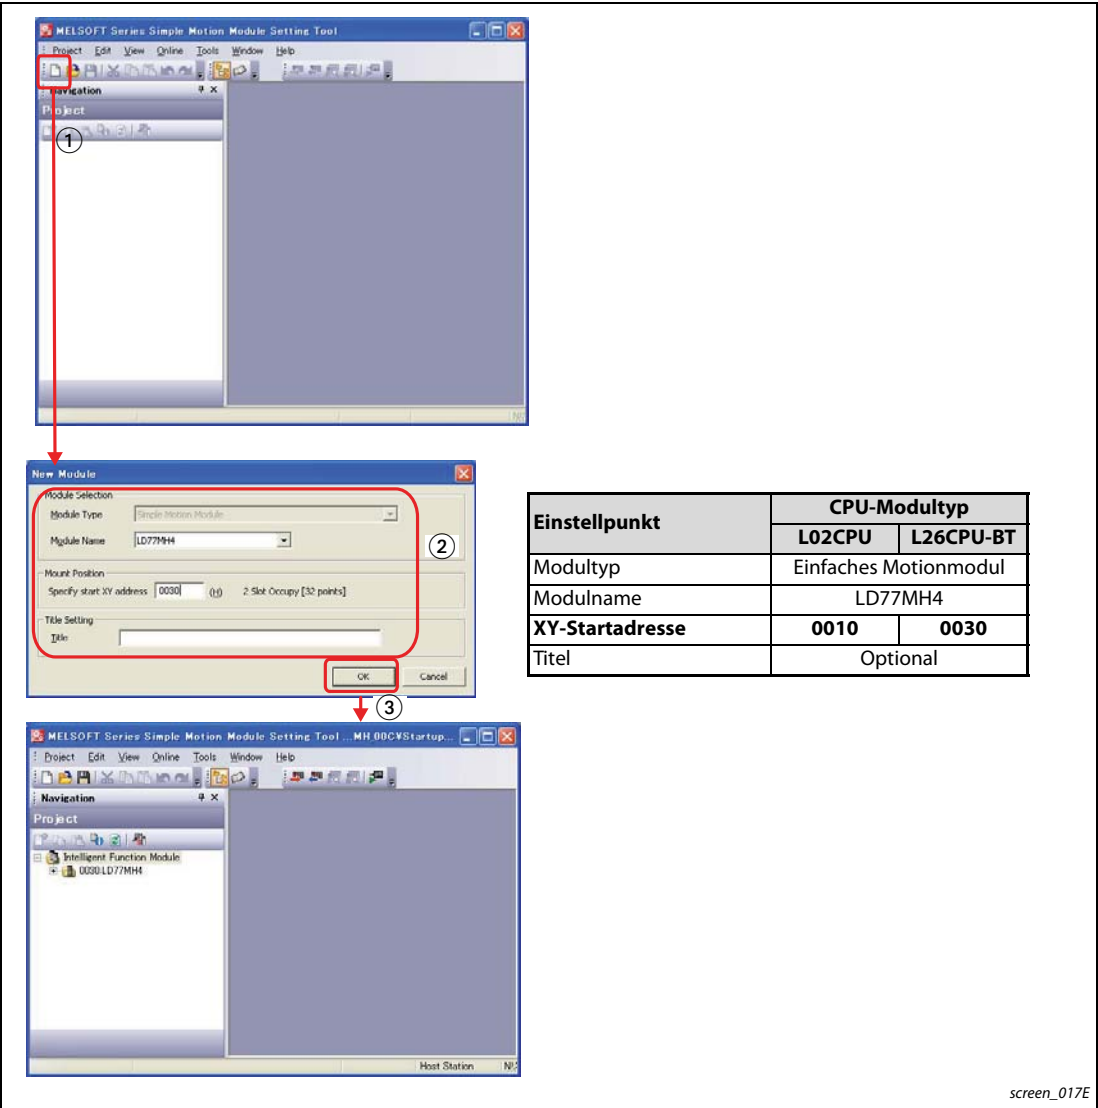 MELSOFT Series Simple Motion Module Setting Tool
Project Edit View Online Tools Window Help
Navigation
Project
1
New Module
Module Selection
Module Type Simple Motion Module
Module Name LD77MH4
2
Mount Position
Specify start XY address 0030 (H) 2 Slot Occupy [32 points]
Title Setting
Title
OK Cancel
3
Einstellpunkt CPU-Modultyp
L02CPU L26CPU-BT
Modultyp Einfaches Motionmodul
Modulname LD77MH4
XY-Startadresse 0010 0030
Titel Optional
MELSOFT Series Simple Motion Module Setting Tool ...MH_00C¥Startup...
Project Edit View Online Tools Window Help
Navigation
Project
Intelligent Function Module
0030:LD77MH4
Host Station
screen_017E